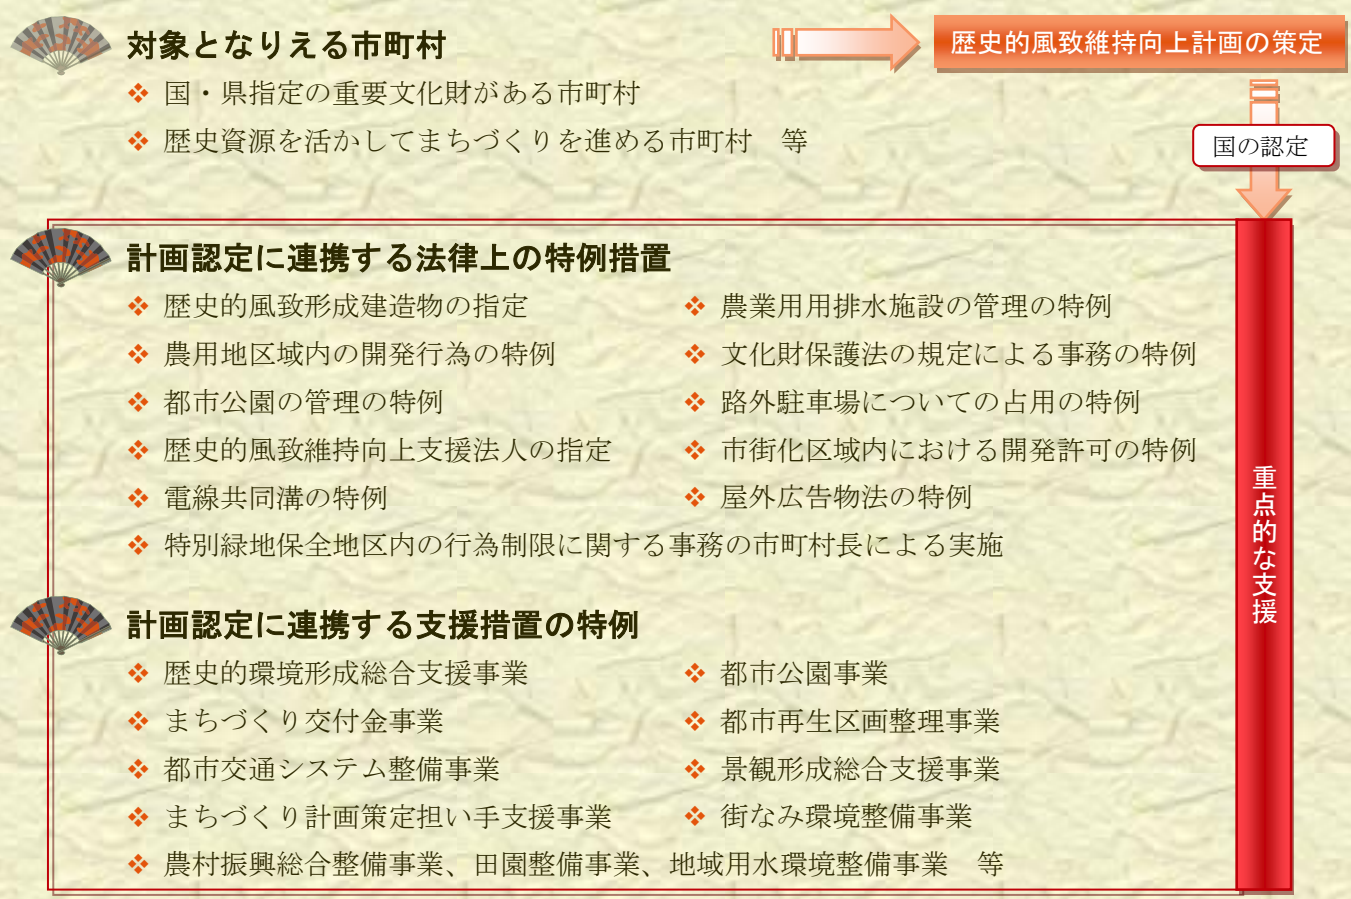 対象となりえる市町村
歴史的風致維持向上計画の策定
国・県指定の重要文化財がある市町村
歴史資源を活かしてまちづくりを進める市町村　等
国の認定
計画認定に連携する法律上の特例措置
歴史的風致形成建造物の指定
農業用用排水施設の管理の特例
農用地区域内の開発行為の特例
文化財保護法の規定による事務の特例
都市公園の管理の特例
路外駐車場についての占用の特例
歴史的風致維持向上支援法人の指定
市街化区域内における開発許可の特例
電線共同溝の特例
屋外広告物法の特例
特別緑地保全地区内の行為制限に関する事務の市町村長による実施
重点的な支援
計画認定に連携する支援措置の特例
歴史的環境形成総合支援事業
都市公園事業
まちづくり交付金事業
都市再生区画整理事業
都市交通システム整備事業
景観形成総合支援事業
まちづくり計画策定担い手支援事業
街なみ環境整備事業
農村振興総合整備事業、田園整備事業、地域用水環境整備事業　等